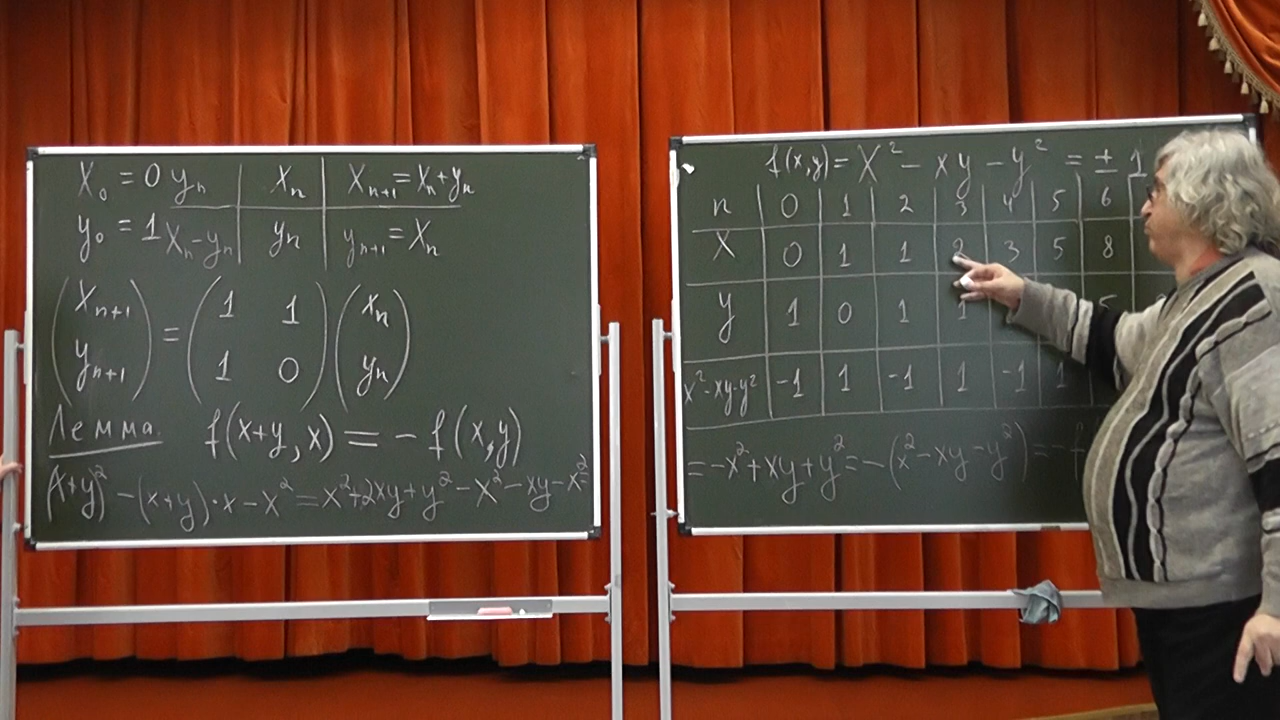 X₀ = 0 yₙ | Xₙ | Xₙ₊₁ = Xₙ + yₙ
y₀ = 1 Xₙ - yₙ | yₙ | yₙ₊₁ = Xₙ
(Xₙ₊₁ yₙ₊₁) = (1 1 1 0) (xₙ yₙ)
Лемма. f(x+y, x) = - f(x,y)
(x+y)² - (x+y)·x - x² = x² + 2xy + y² - x² - xy - x² =
f(x,y) = X² - xy - y² = ± 1
n | 0 | 1 | 2 | 3 | 4 | 5 | 6
X | 0 | 1 | 1 | 2 | 3 | 5 | 8
y | 1 | 0 | 1 | 1 | 5
x²-xy-y² | -1 | 1 | -1 | 1 | -1 | 1
= -x² + xy + y² = -(x² - xy - y²) = -f